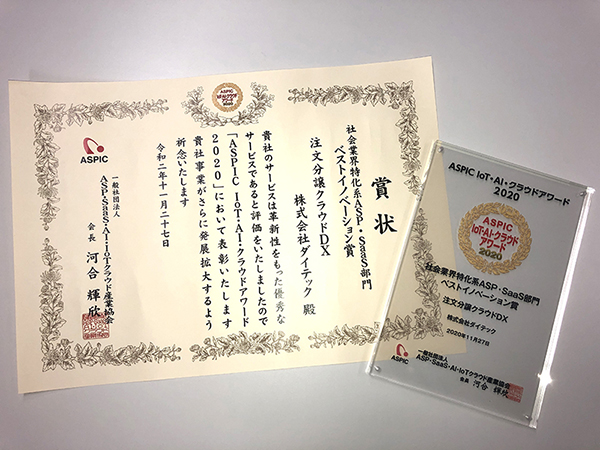 ASPIC
IoT・AI・クラウド
アワード
2020
賞状
社会業界特化系ASP・SaaS部門
ベストイノベーション賞
注文分譲クラウドDX
株式会社ダイテック 殿
貴社のサービスは革新性をもった優秀な
サービスであると評価をいたしましたので
「ASPIC IoT・AI・クラウドアワード
2020」において表彰いたします
貴社事業がさらに発展拡大するよう
祈念いたします
令和二年十一月二十七日
ASPIC
一般社団法人
ASP・SaaS・AI・IoTクラウド産業協会
会長 河合 輝欣
ASPIC IoT・AI・クラウドアワード
2020
ASPIC
IoT・AI・クラウド
アワード
2020
社会業界特化系ASP・SaaS部門
ベストイノベーション賞
注文分譲クラウドDX
株式会社ダイテック
2020年11月27日
ASPIC
一般社団法人
ASP・SaaS・AI・IoTクラウド産業協会
会長 河合 輝欣